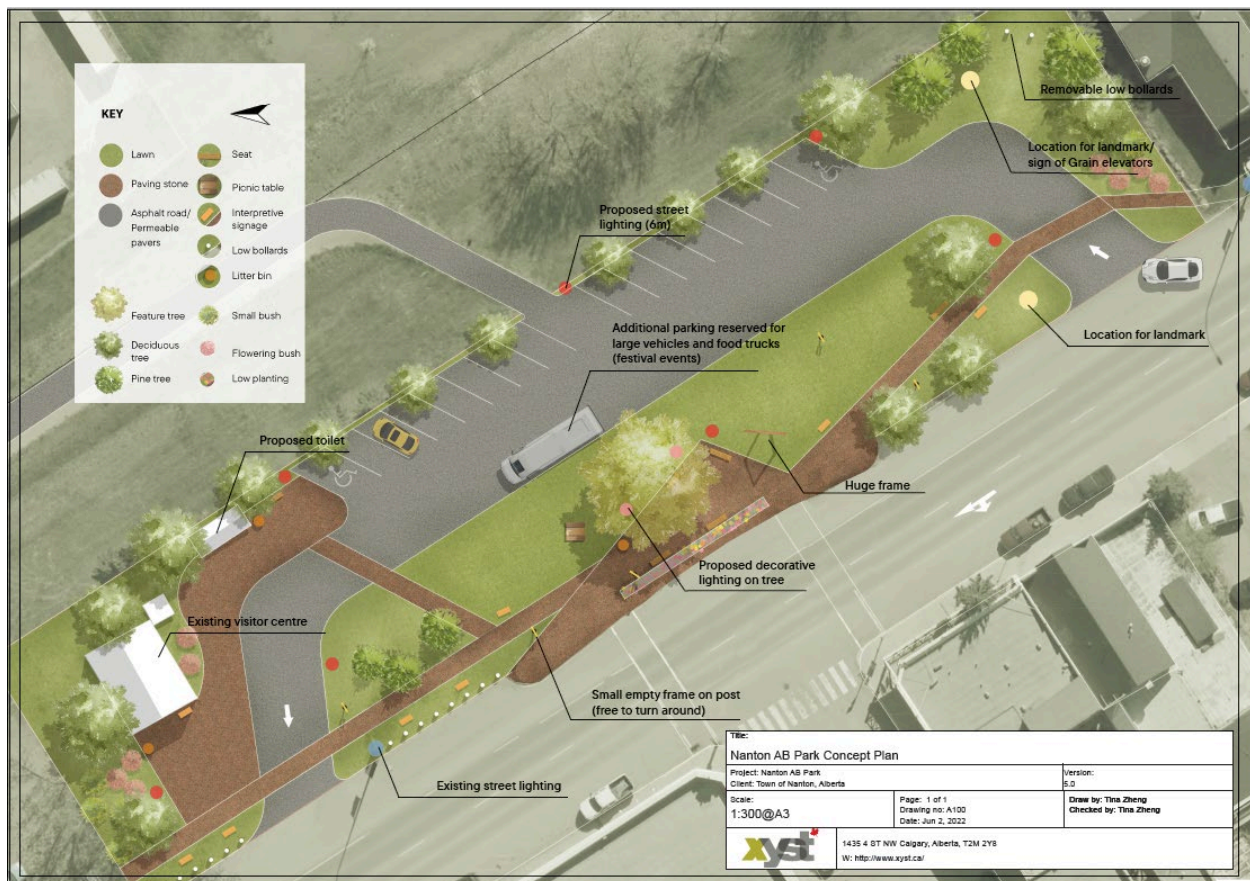 KEY
Lawn
Paving stone
Asphalt road/
Permeable
pavers
Feature tree
Deciduous
tree
Pine tree
Seat
Picnic table
Interpretive
signage
Low bollards
Litter bin
Small bush
Flowering bush
Low planting
Removable low bollards
Location for landmark/
sign of Grain elevators
Proposed street
lighting (6m)
Location for landmark
Additional parking reserved for
large vehicles and food trucks
(festival events)
Proposed toilet
Huge frame
Proposed decorative
lighting on tree
Existing visitor centre
Small empty frame on post
(free to turn around)
Existing street lighting
Title:
Nanton AB Park Concept Plan
Project: Nanton AB Park
Client: Town of Nanton, Alberta
Version:
5.0
Scale:
1:300@A3
Page: 1 of 1
Drawing no: A100
Date: Jun 2, 2022
Draw by: Tina Zheng
Checked by: Tina Zheng
xyst
1435 4 ST NW Calgary, Alberta, T2M 2Y8
W: http://www.xyst.ca/